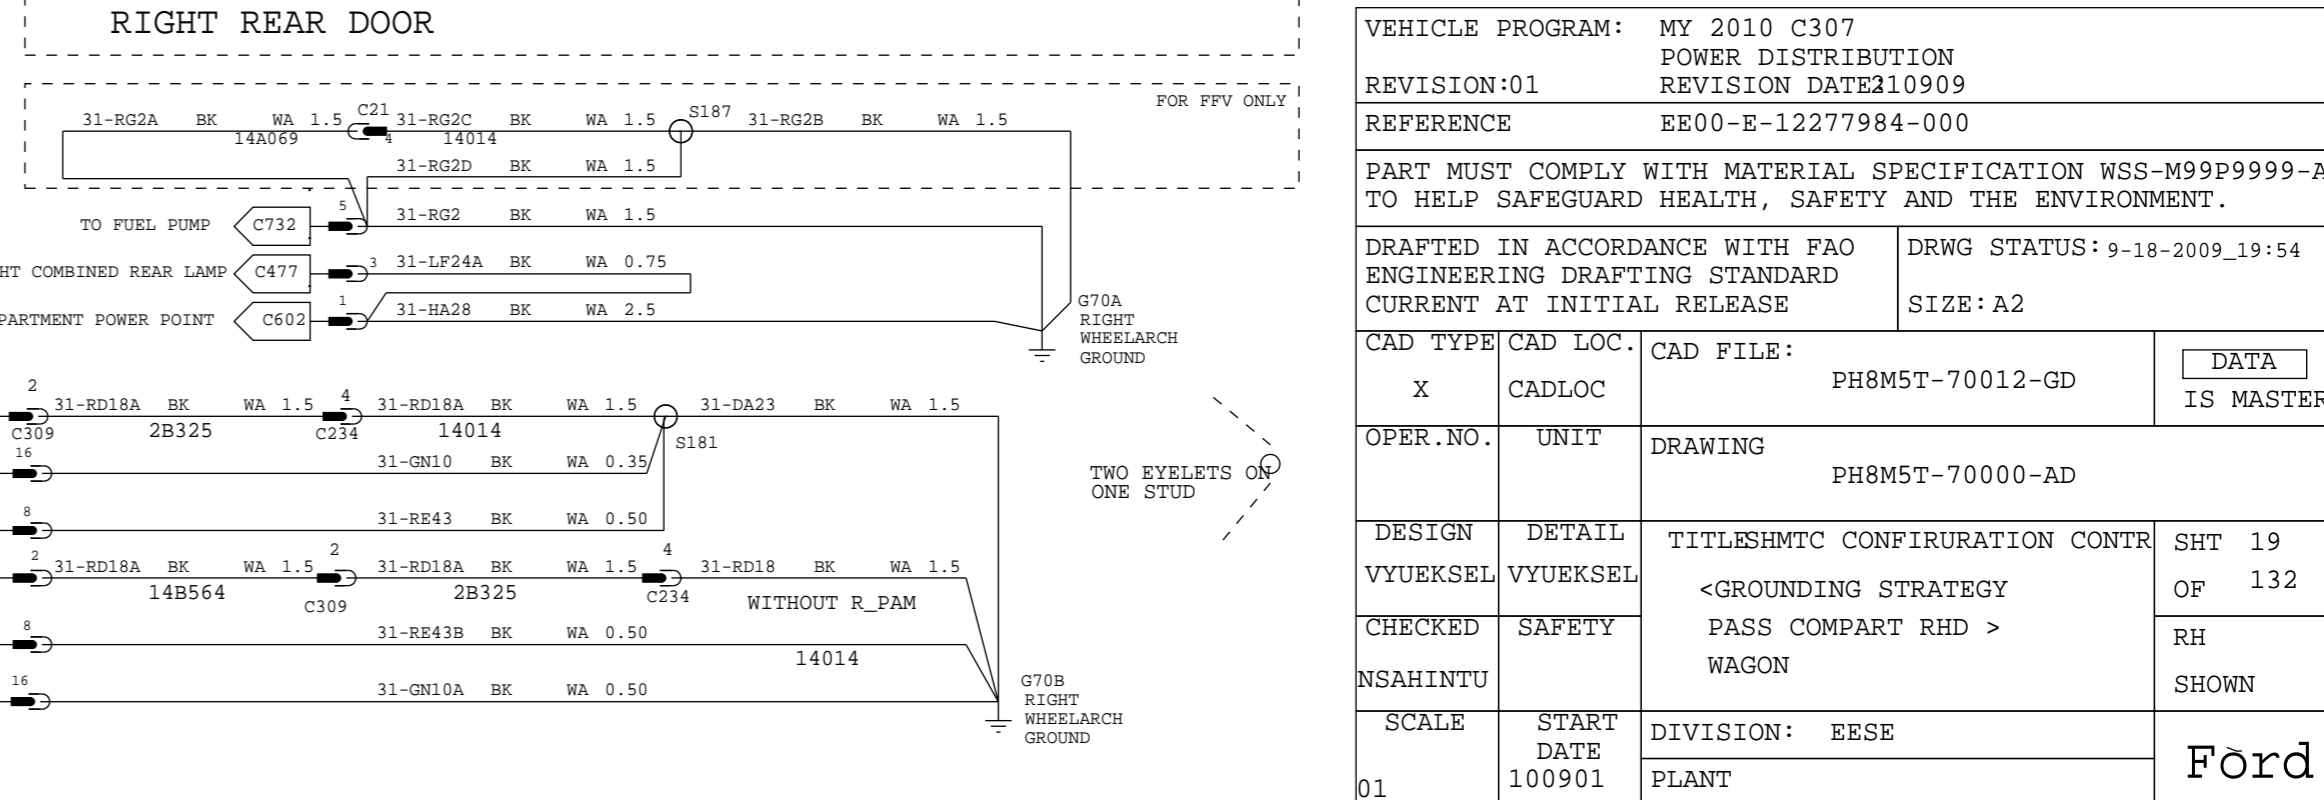 RIGHT REAR DOOR
FOR FFV ONLY
31-RG2A BK WA 1.5 C21 31-RG2C BK WA 1.5 S187 31-RG2B BK WA 1.5
14A069 4 14014
31-RG2D BK WA 1.5
TO FUEL PUMP C732 5 31-RG2 BK WA 1.5
HT COMBINED REAR LAMP C477 3 31-LF24A BK WA 0.75
PARTMENT POWER POINT C602 1 31-HA28 BK WA 2.5
G70A
RIGHT
WHEELARCH
GROUND
2 31-RD18A BK WA 1.5 4 31-RD18A BK WA 1.5 31-DA23 BK WA 1.5
C309 2B325 C234 14014 S181
16 31-GN10 BK WA 0.35
8 31-RE43 BK WA 0.50
2 31-RD18A BK WA 1.5 2 31-RD18A BK WA 1.5 4 31-RD18 BK WA 1.5
14B564 C309 2B325 C234 WITHOUT R_PAM
8 31-RE43B BK WA 0.50
14014
16 31-GN10A BK WA 0.50
G70B
RIGHT
WHEELARCH
GROUND
TWO EYELETS ON
ONE STUD
VEHICLE PROGRAM: MY 2010 C307
POWER DISTRIBUTION
REVISION:01 REVISION DATE 210909
REFERENCE EE00-E-12277984-000
PART MUST COMPLY WITH MATERIAL SPECIFICATION WSS-M99P9999-A
TO HELP SAFEGUARD HEALTH, SAFETY AND THE ENVIRONMENT.
DRAFTED IN ACCORDANCE WITH FAO
ENGINEERING DRAFTING STANDARD
CURRENT AT INITIAL RELEASE
DRWG STATUS: 9-18-2009_19:54
SIZE: A2
CAD TYPE
X
CAD LOC.
CADLOC
CAD FILE:
PH8M5T-70012-GD
DATA
IS MASTER
OPER.NO.
UNIT
DRAWING
PH8M5T-70000-AD
DESIGN
VYUEKSEL
DETAIL
VYUEKSEL
TITLE SHMTC CONFIRURATION CONTR
<GROUNDING STRATEGY
PASS COMPART RHD >
WAGON
SHT 19
OF 132
CHECKED
NSAHINTU
SAFETY
RH
SHOWN
SCALE
01
START
DATE
100901
DIVISION: EESE
PLANT
Fòrd